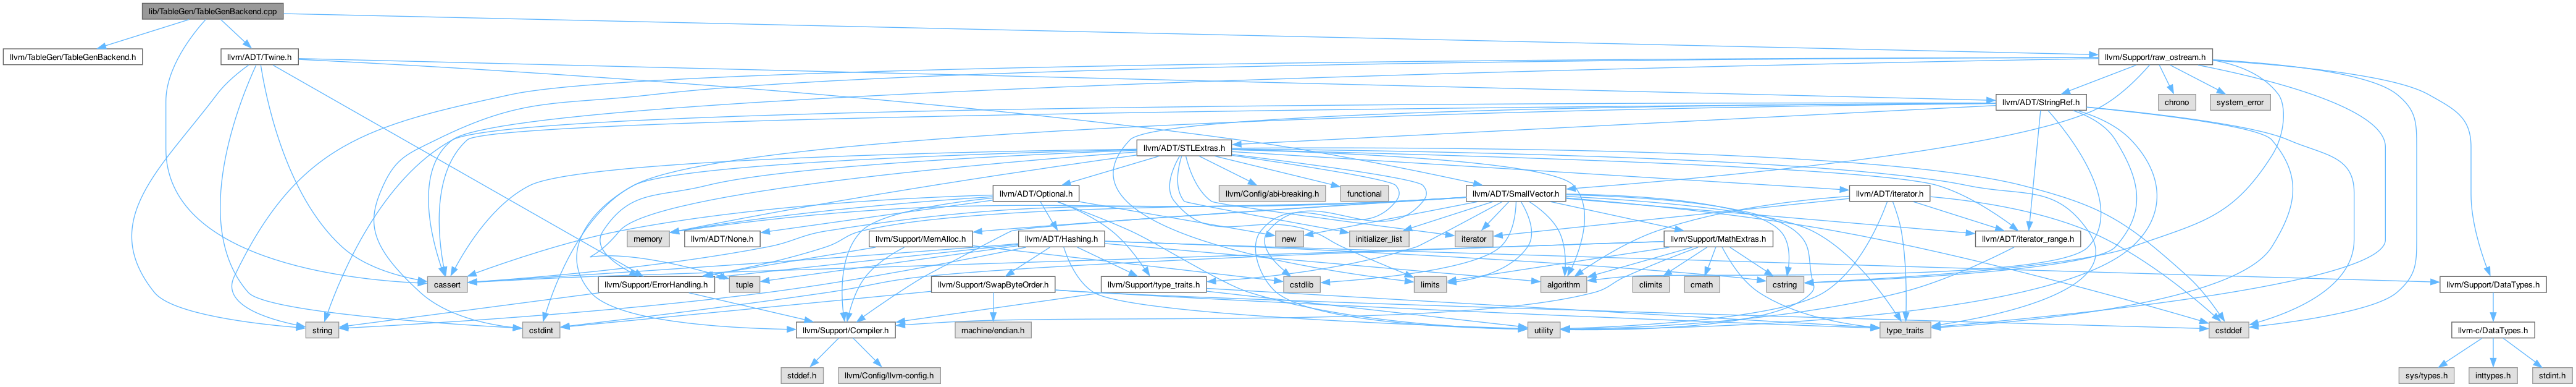 lib/TableGen/TableGenBackend.cpp
llvm/TableGen/TableGenBackend.h
llvm/ADT/Twine.h
llvm/Support/raw_ostream.h
llvm/ADT/StringRef.h
chrono
system_error
llvm/ADT/STLExtras.h
llvm/ADT/Optional.h
llvm/Config/abi-breaking.h
functional
llvm/ADT/SmallVector.h
llvm/ADT/iterator.h
memory
llvm/ADT/None.h
llvm/Support/MemAlloc.h
llvm/ADT/Hashing.h
new
initializer_list
iterator
llvm/Support/MathExtras.h
llvm/ADT/iterator_range.h
cassert
llvm/Support/ErrorHandling.h
tuple
llvm/Support/SwapByteOrder.h
llvm/Support/type_traits.h
cstdlib
limits
algorithm
climits
cmath
cstring
llvm/Support/DataTypes.h
string
cstdint
llvm/Support/Compiler.h
machine/endian.h
utility
type_traits
cstddef
llvm-c/DataTypes.h
stddef.h
llvm/Config/llvm-config.h
sys/types.h
inttypes.h
stdint.h